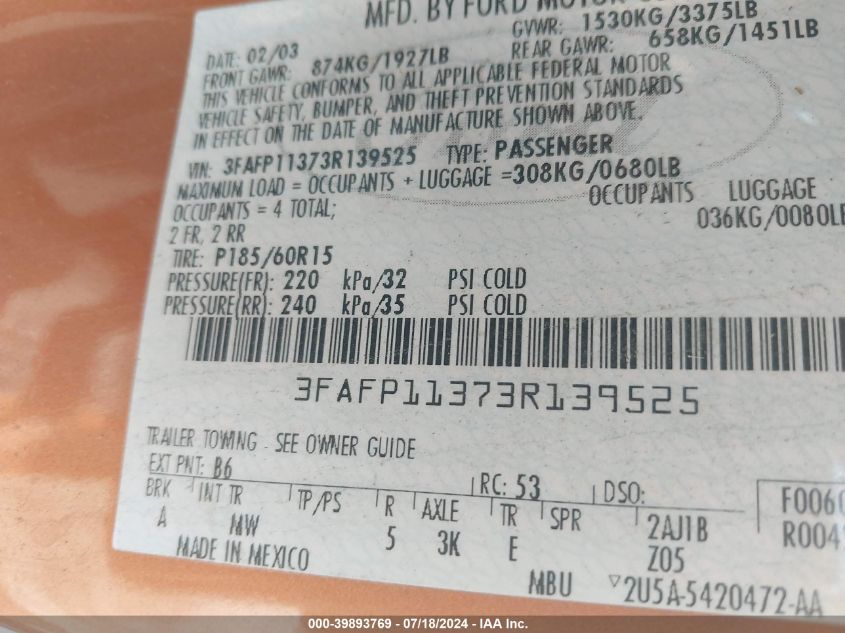 MFD. BY FORD MOTOR
DATE: 02/03 GVWR: 1530KG/3375LB
FRONT GAWR: 874KG/1927LB REAR GAWR: 658KG/1451LB
THIS VEHICLE CONFORMS TO ALL APPLICABLE FEDERAL MOTOR
VEHICLE SAFETY, BUMPER, AND THEFT PREVENTION STANDARDS
IN EFFECT ON THE DATE OF MANUFACTURE SHOWN ABOVE.
VIN: 3FAFP11373R139525 TYPE: PASSENGER
MAXIMUM LOAD = OCCUPANTS + LUGGAGE =308KG/0680LB
OCCUPANTS = 4 TOTAL; OCCUPANTS LUGGAGE
2 FR, 2 RR 036KG/0080LB
TIRE: P185/60R15
PRESSURE(FR): 220 kPa/32 PSI COLD
PRESSURE(RR): 240 kPa/35 PSI COLD
3FAFP11373R139525
TRAILER TOWING - SEE OWNER GUIDE
EXT PNT: B6 RC: 53 DSO:
BRK INT TR TP/PS R AXLE TR SPR F0060
A MW 5 3K E 2AJ1B R004
MADE IN MEXICO Z05
MBU ▽2U5A-5420472-AA
000-39893769 - 07/18/2024 - IAA Inc.